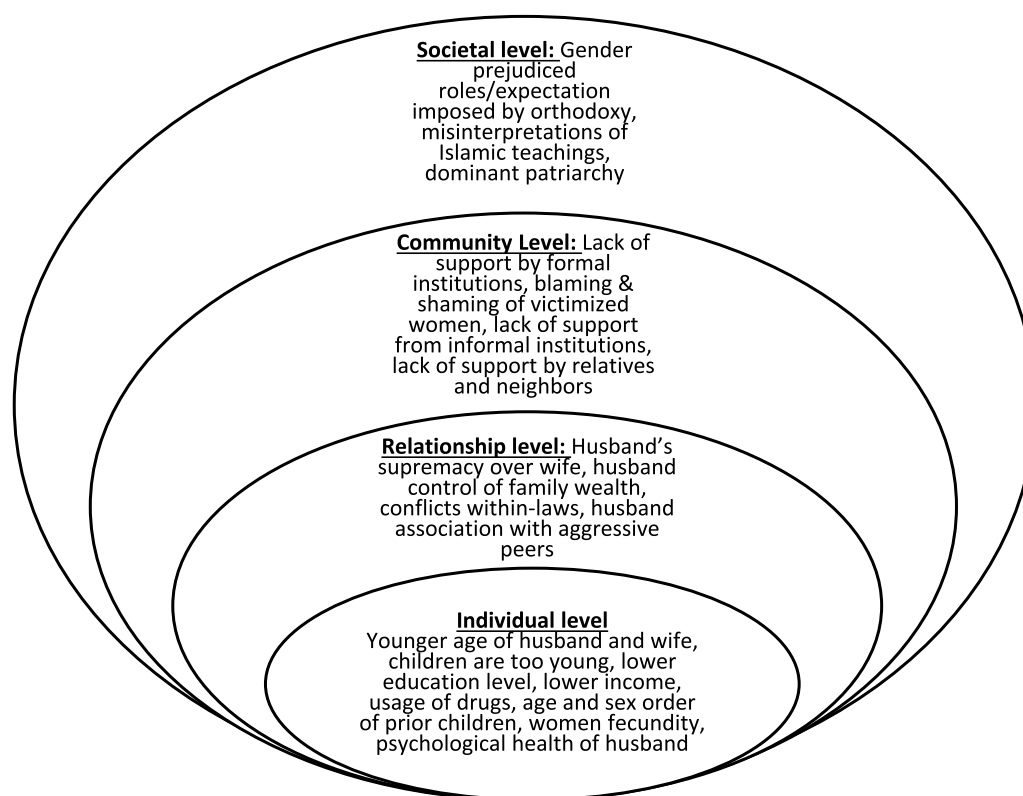 Societal level: Gender
prejudiced
roles/expectation
imposed by orthodoxy,
misinterpretations of
Islamic teachings,
dominant patriarchy
Community Level: Lack of
support by formal
institutions, blaming &
shaming of victimized
women, lack of support
from informal institutions,
lack of support by relatives
and neighbors
Relationship level: Husband’s
supremacy over wife, husband
control of family wealth,
conflicts within-laws, husband
association with aggressive
peers
Individual level
Younger age of husband and wife,
children are too young, lower
education level, lower income,
usage of drugs, age and sex order
of prior children, women fecundity,
psychological health of husband